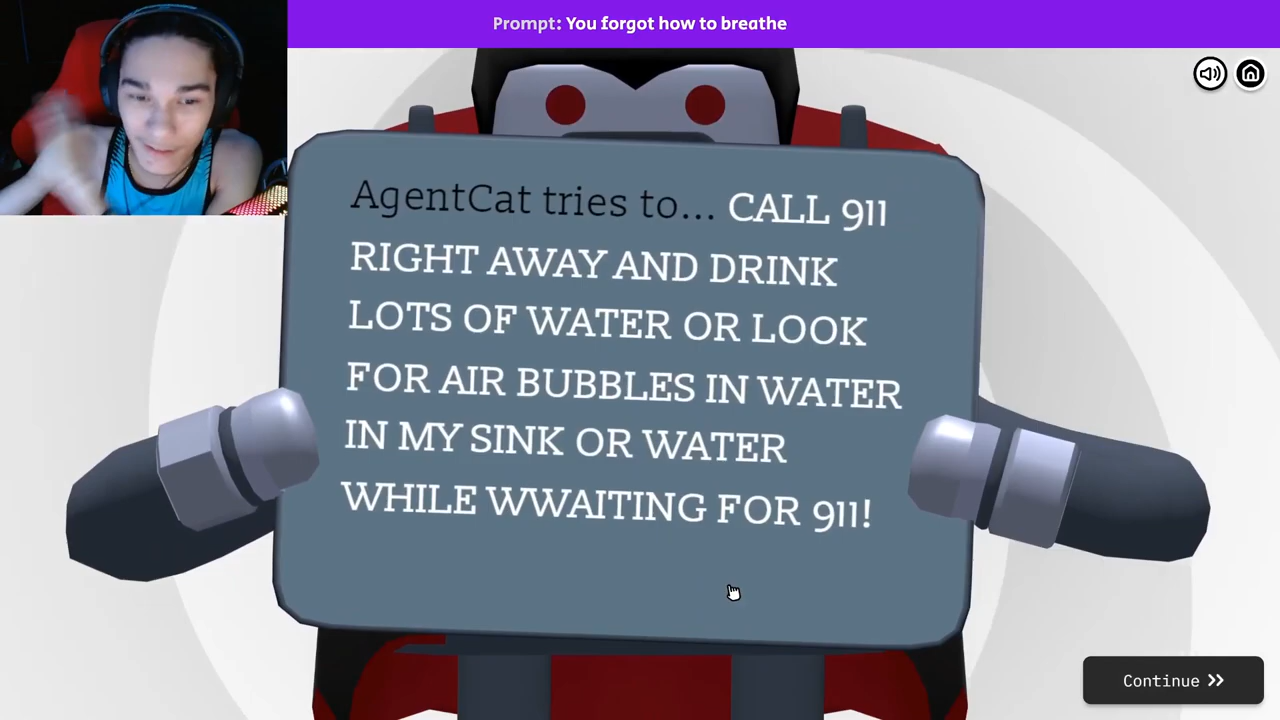 Prompt: You forgot how to breathe
AgentCat tries to... CALL 911
RIGHT AWAY AND DRINK
LOTS OF WATER OR LOOK
FOR AIR BUBBLES IN WATER
IN MY SINK OR WATER
WHILE WWAITING FOR 911!
Continue